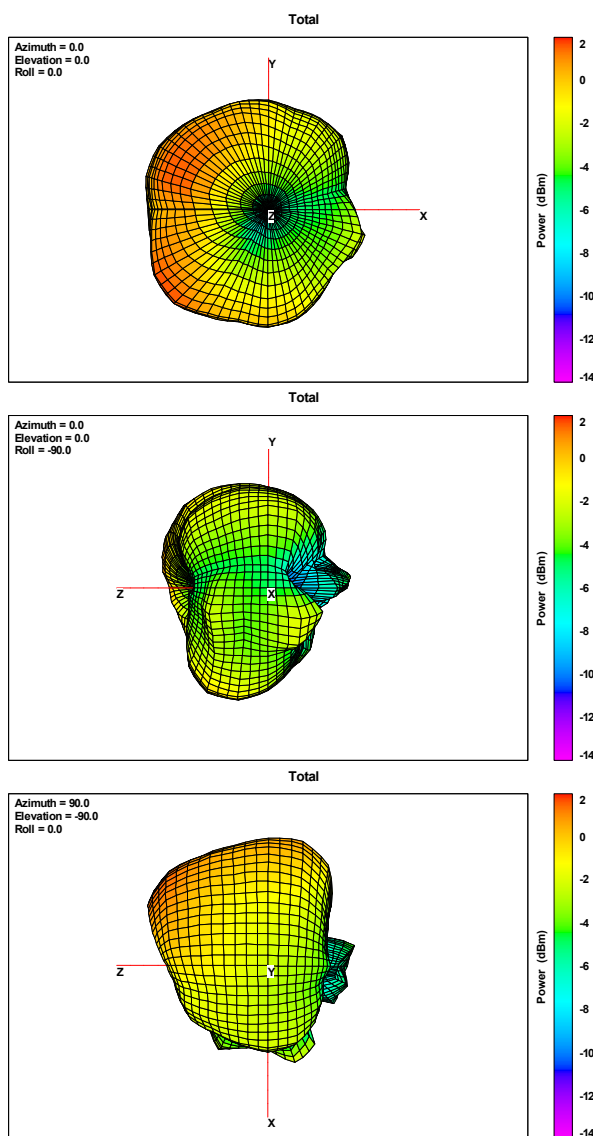 Total
Azimuth = 0.0
Elevation = 0.0
Roll = 0.0
Y
X
Z
2
0
-2
-4
-6
-8
-10
-12
-14
Power (dBm)
Total
Azimuth = 0.0
Elevation = 0.0
Roll = -90.0
Y
Z
X
2
0
-2
-4
-6
-8
-10
-12
-14
Power (dBm)
Total
Azimuth = 90.0
Elevation = -90.0
Roll = 0.0
Z
Y
X
2
0
-2
-4
-6
-8
-10
-12
-14
Power (dBm)